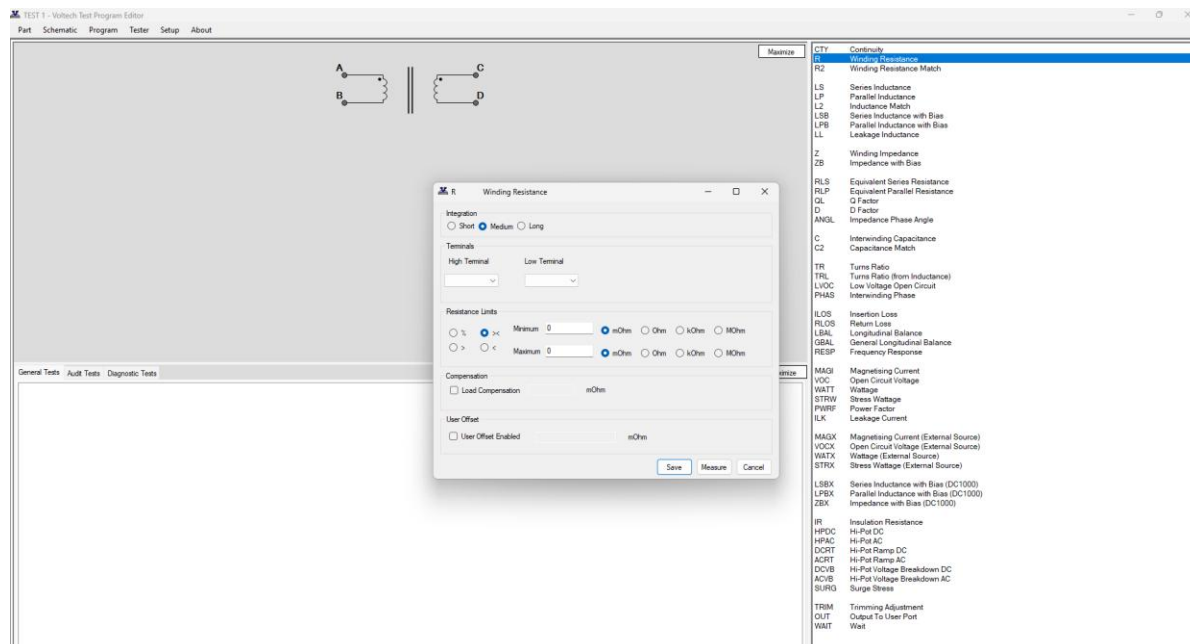 TEST 1 - Voltech Test Program Editor
Part Schematic Program Tester Setup About
Maximize
A
B
C
D
General Tests Audit Tests Diagnostic Tests
imize
R Winding Resistance
Integration
Short Medium Long
Terminals
High Terminal Low Terminal
Resistance Limits
% >< Minimum 0 mOhm Ohm kOhm MOhm
> < Maximum 0 mOhm Ohm kOhm MOhm
Compensation
Load Compensation mOhm
User Offset
User Offset Enabled mOhm
Save Measure Cancel
CTY Continuity
R Winding Resistance
R2 Winding Resistance Match
LS Series Inductance
LP Parallel Inductance
L2 Inductance Match
LSB Series Inductance with Bias
LPB Parallel Inductance with Bias
LL Leakage Inductance
Z Winding Impedance
ZB Impedance with Bias
RLS Equivalent Series Resistance
RLP Equivalent Parallel Resistance
QL Q Factor
D D Factor
ANGL Impedance Phase Angle
C Interwinding Capacitance
C2 Capacitance Match
TR Turns Ratio
TRL Turns Ratio (from Inductance)
LVOC Low Voltage Open Circuit
PHAS Interwinding Phase
ILOS Insertion Loss
RLOS Return Loss
LBAL Longitudinal Balance
GBAL General Longitudinal Balance
RESP Frequency Response
MAGI Magnetising Current
VOC Open Circuit Voltage
WATT Wattage
STRW Stress Wattage
PWRF Power Factor
ILK Leakage Current
MAGX Magnetising Current (External Source)
VOCX Open Circuit Voltage (External Source)
WATX Wattage (External Source)
STRX Stress Wattage (External Source)
LSBX Series Inductance with Bias (DC1000)
LPBX Parallel Inductance with Bias (DC1000)
ZBX Impedance with Bias (DC1000)
IR Insulation Resistance
HPDC Hi-Pot DC
HPAC Hi-Pot AC
DCRT Hi-Pot Ramp DC
ACRT Hi-Pot Ramp AC
DCVB Hi-Pot Voltage Breakdown DC
ACVB Hi-Pot Voltage Breakdown AC
SURG Surge Stress
TRIM Trimming Adjustment
OUT Output To User Port
WAIT Wait